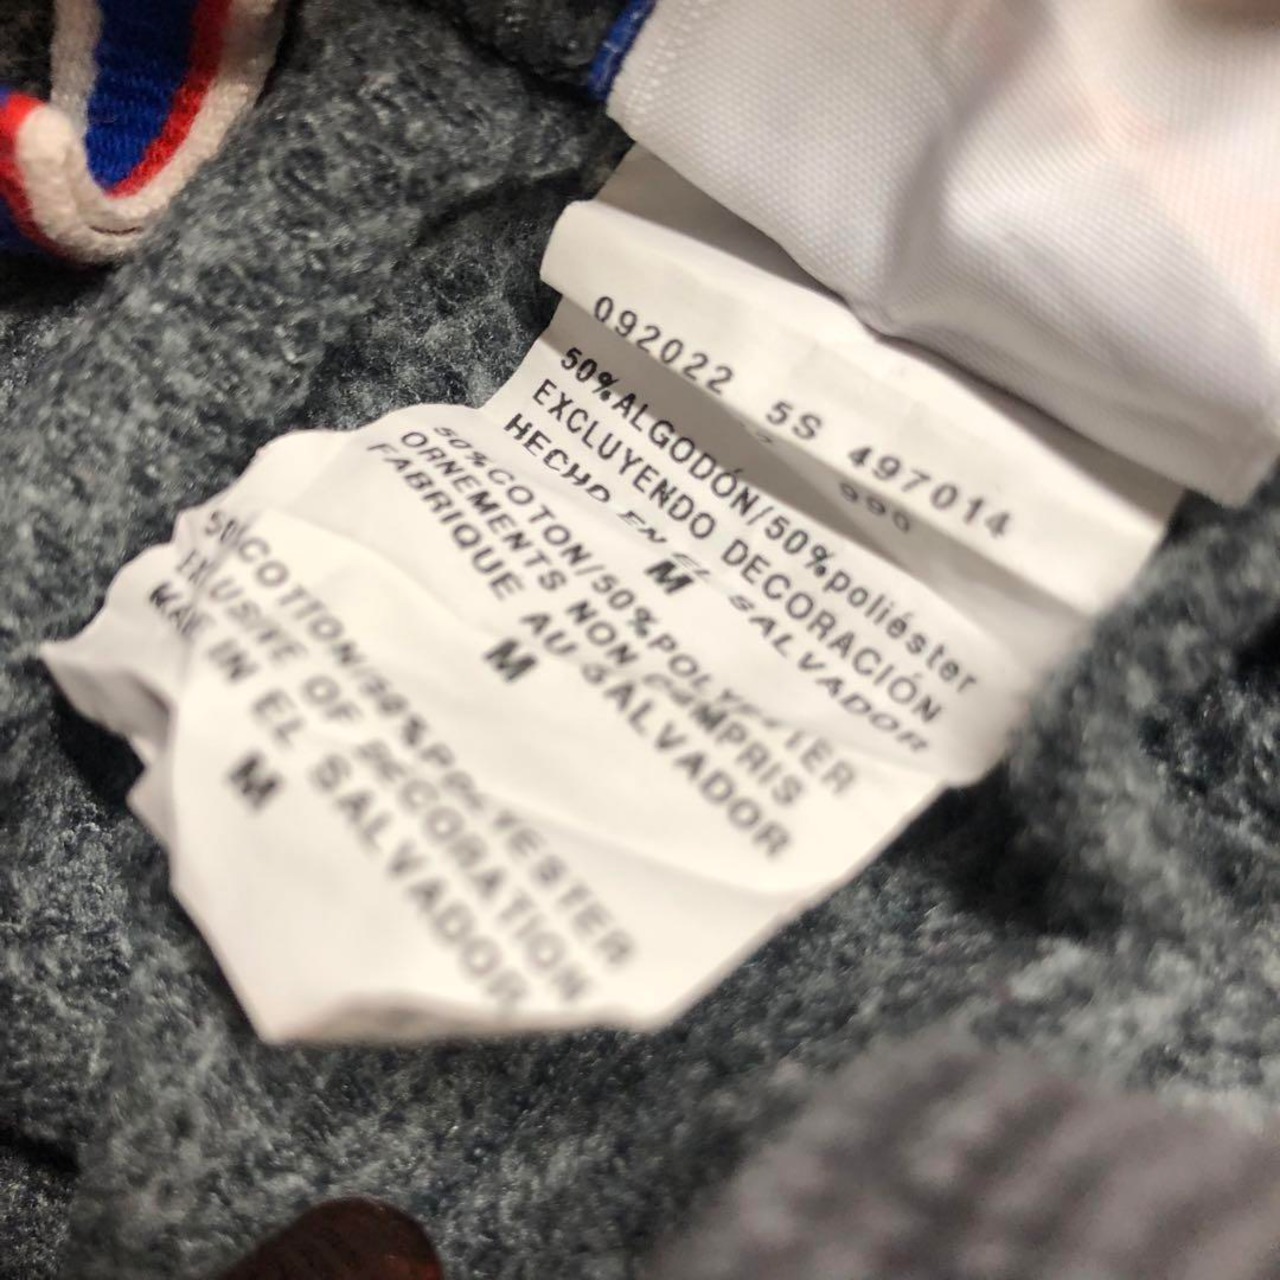 092022 5S 497014
50%ALGODÓN/50%poliéster
EXCLUYENDO DECORACIÓN
HECHO EN EL SALVADOR
M
50%COTON/50%POLYESTER
ORNEMENTS NON COMPRIS
FABRIQUE AU SALVADOR
M
50%COTTON/50%POLYESTER
EXLUSIVE OF DECORATION
MADE IN EL SALVADOR
M